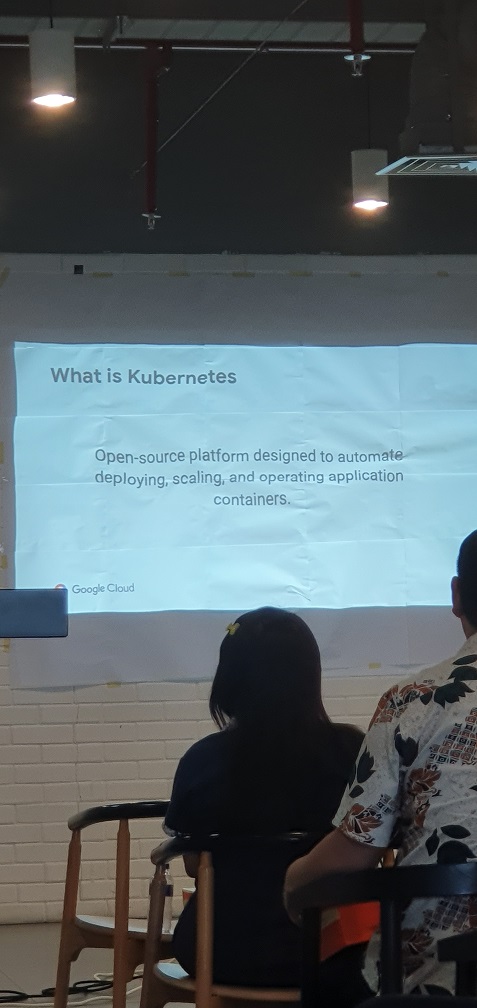 What is Kubernetes
Open-source platform designed to automate
deploying, scaling, and operating application
containers.
Google Cloud